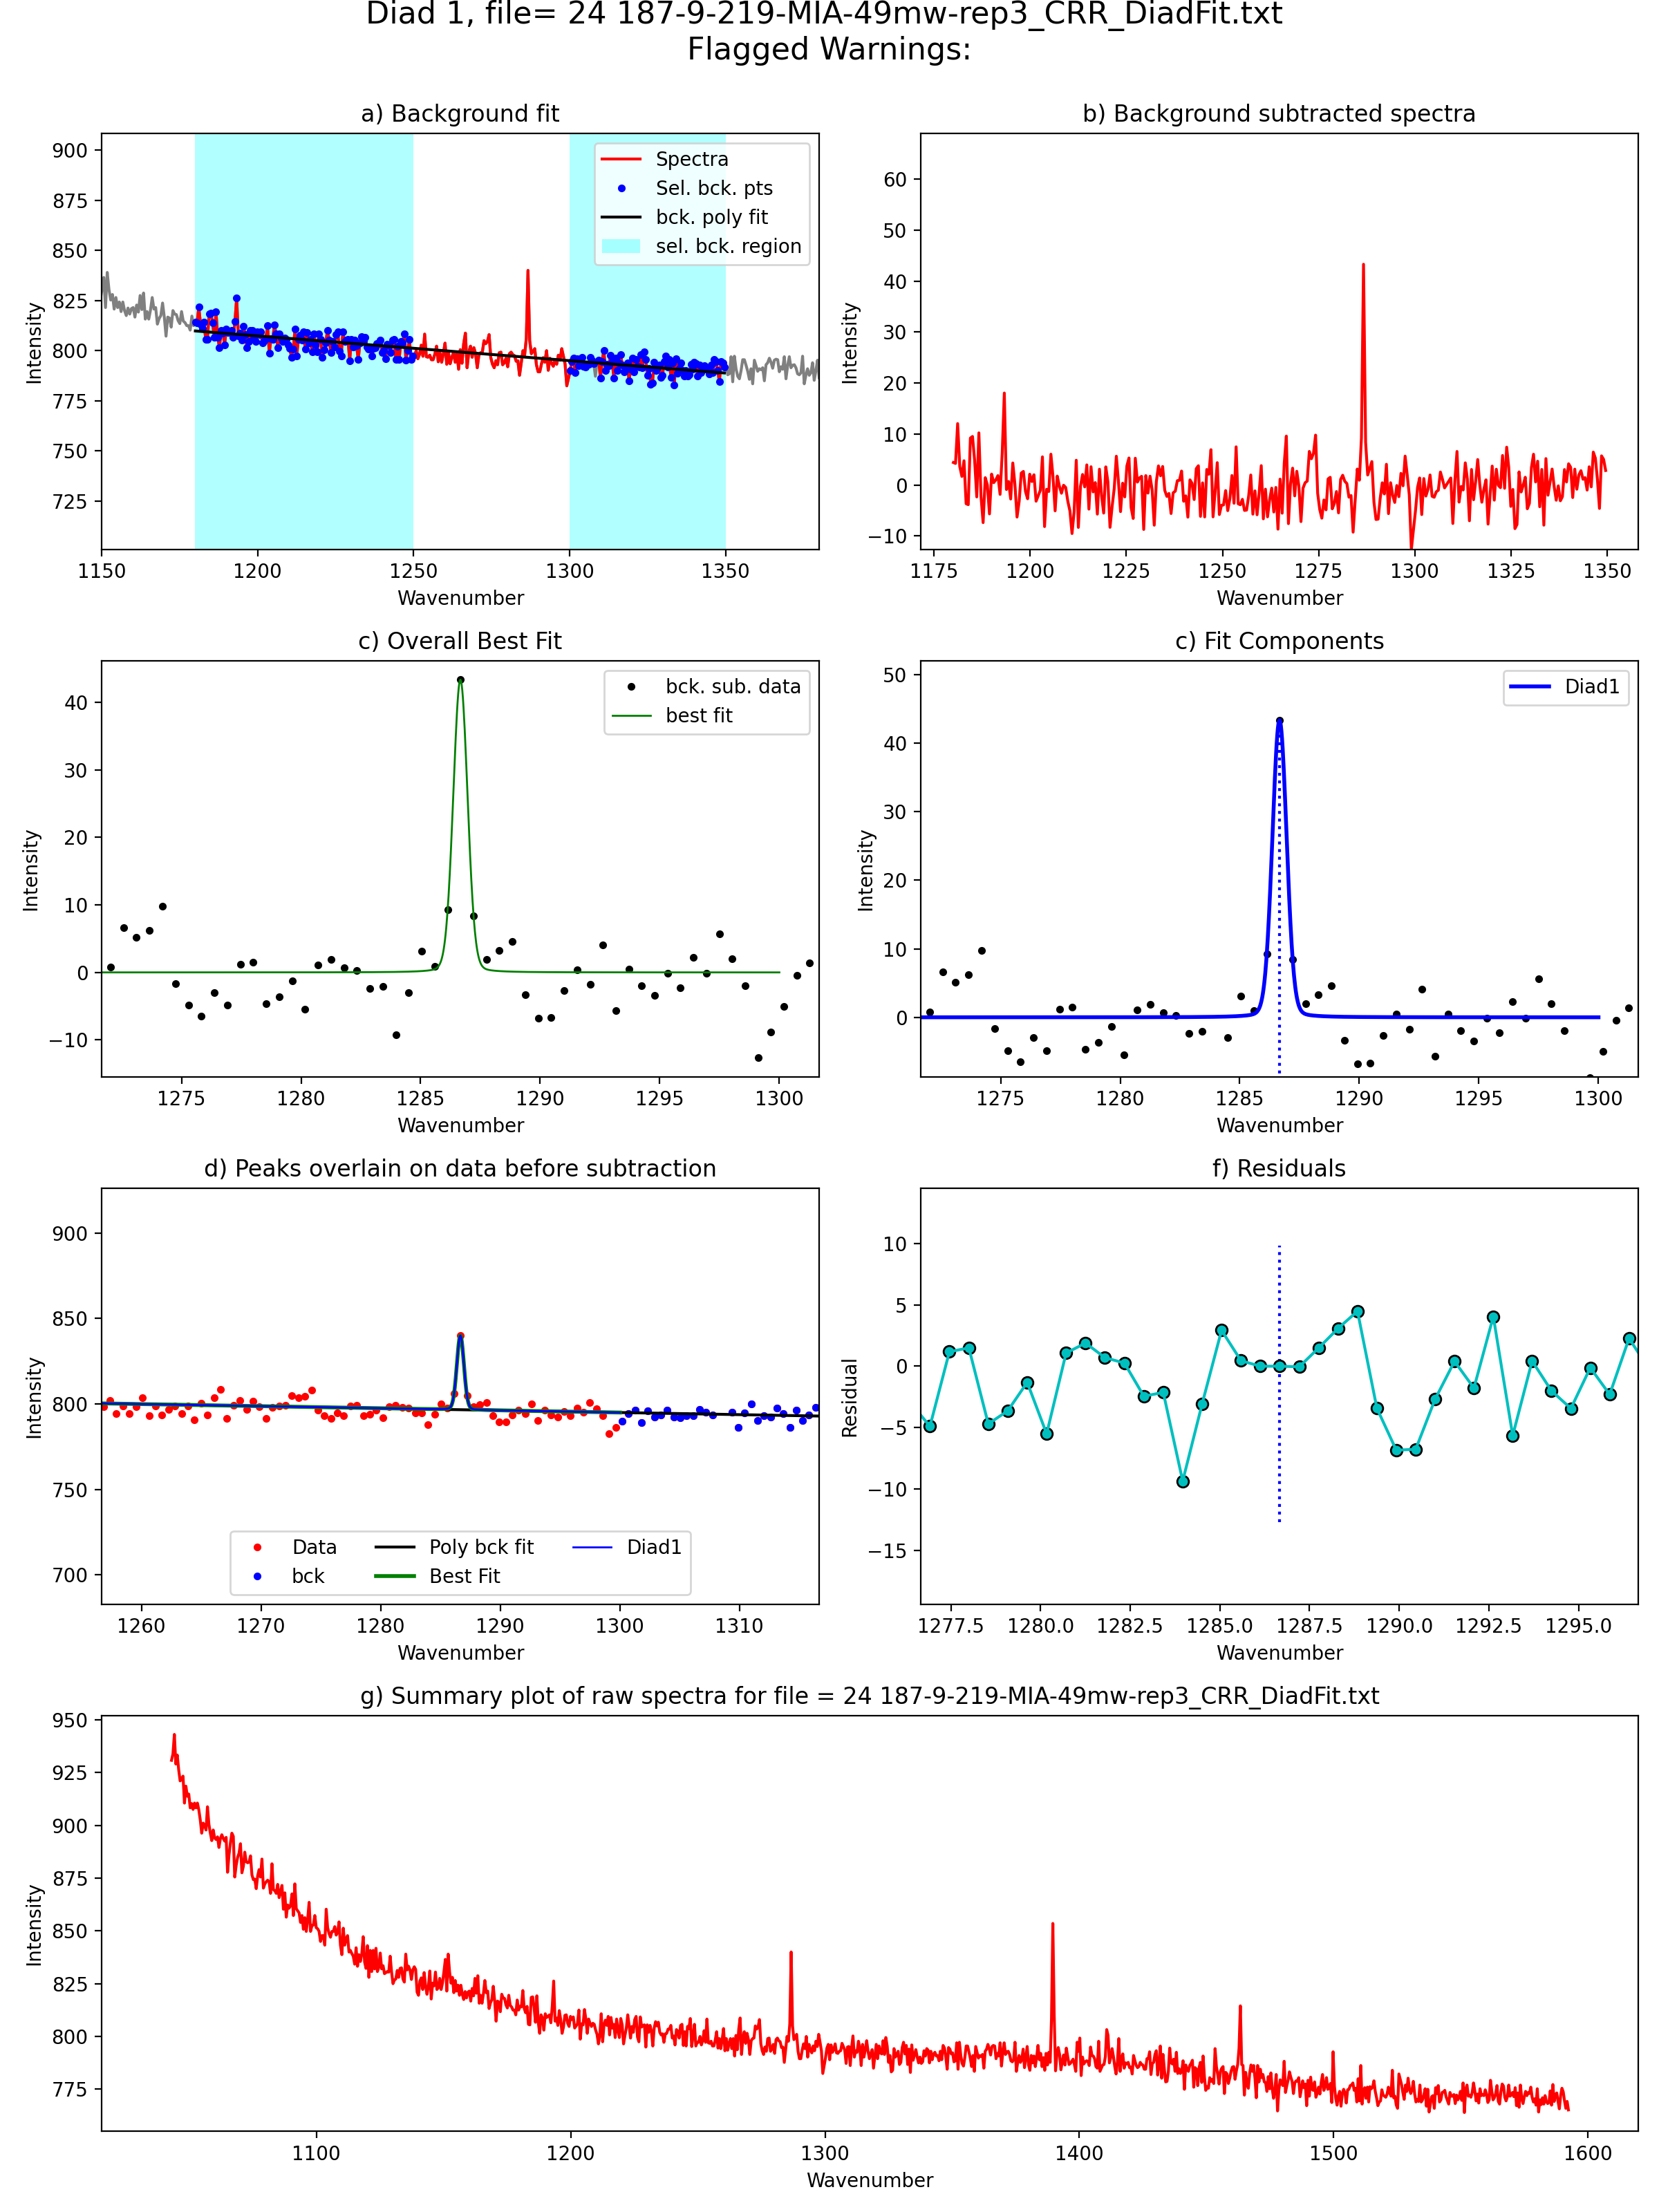 Diad 1, file= 24 187-9-219-MIA-49mw-rep3_CRR_DiadFit.txt
Flagged Warnings:
a) Background fit
900
875
850
825
800
775
750
725
Intensity
Spectra
Sel. bck. pts
bck. poly fit
sel. bck. region
1150 1200 1250 1300 1350
Wavenumber
b) Background subtracted spectra
60
50
40
30
20
10
0
−10
Intensity
1175 1200 1225 1250 1275 1300 1325 1350
Wavenumber
c) Overall Best Fit
40
30
20
10
0
−10
Intensity
bck. sub. data
best fit
1275 1280 1285 1290 1295 1300
Wavenumber
c) Fit Components
50
40
30
20
10
0
Intensity
Diad1
1275 1280 1285 1290 1295 1300
Wavenumber
d) Peaks overlain on data before subtraction
900
850
800
750
700
Intensity
Data Poly bck fit Diad1
bck Best Fit
1260 1270 1280 1290 1300 1310
Wavenumber
f) Residuals
10
5
0
−5
−10
−15
Residual
1277.5 1280.0 1282.5 1285.0 1287.5 1290.0 1292.5 1295.0
Wavenumber
g) Summary plot of raw spectra for file = 24 187-9-219-MIA-49mw-rep3_CRR_DiadFit.txt
950
925
900
875
850
825
800
775
Intensity
1100 1200 1300 1400 1500 1600
Wavenumber